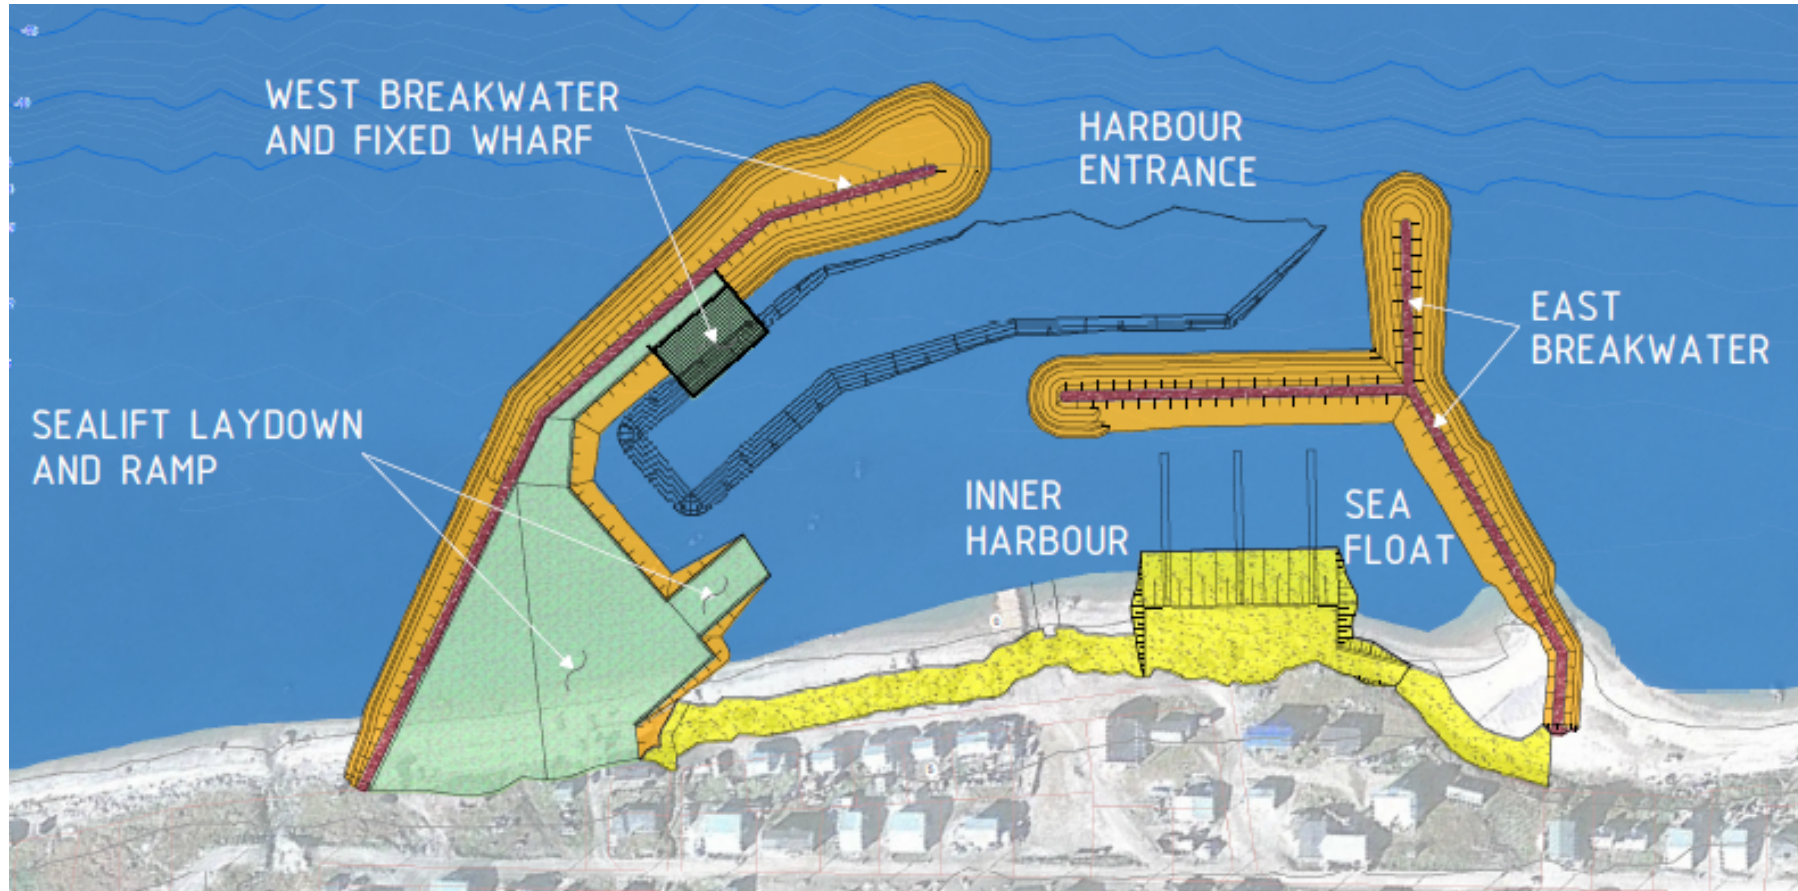 WEST BREAKWATER
AND FIXED WHARF
HARBOUR
ENTRANCE
EAST
BREAKWATER
SEALIFT LAYDOWN
AND RAMP
INNER
HARBOUR
SEA
FLOAT